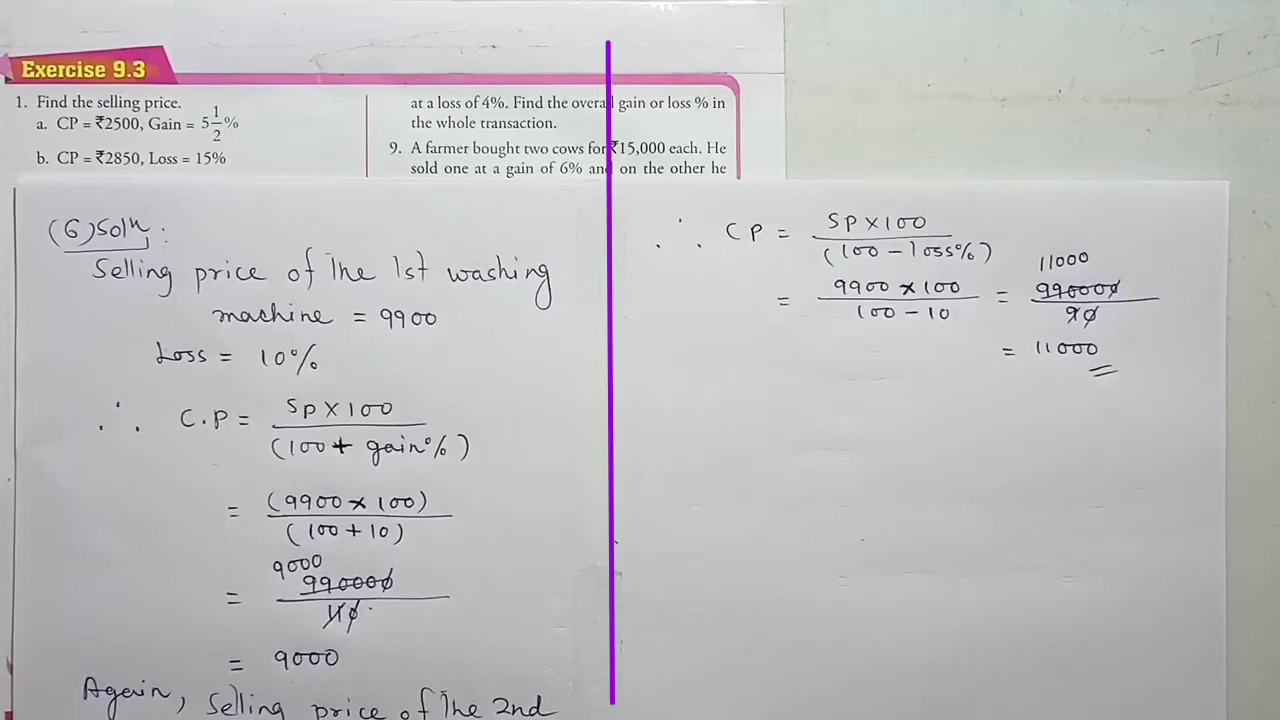 Exercise 9.3
1. Find the selling price.
a. CP = ₹2500, Gain = 5 1/2 %
b. CP = ₹2850, Loss = 15%
at a loss of 4%. Find the overall gain or loss % in
the whole transaction.
9. A farmer bought two cows for ₹15,000 each. He
sold one at a gain of 6% and on the other he
(6) Soln:
Selling price of the 1st washing
machine = 9900
Loss = 10%
∴ C.P = SP × 100 / (100 + gain%)
= (9900 × 100) / (100 + 10)
9000
= 990000 / 110
= 9000
Again, Selling price of the 2nd
∴ CP = SP × 100 / (100 - loss%)
11000
= 9900 × 100 / 100 - 10 = 990000 / 90
= 11000